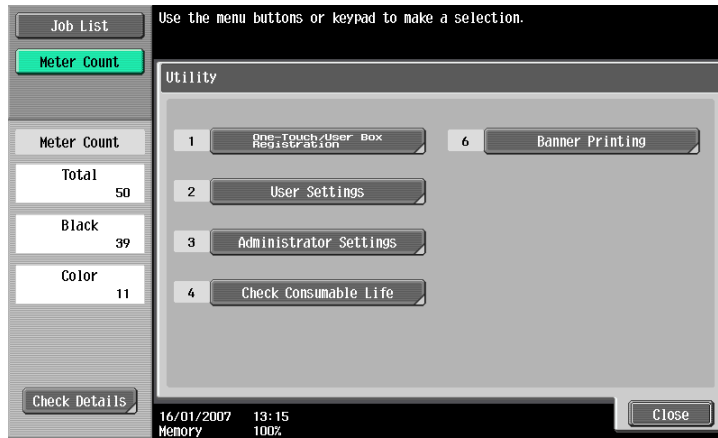 Job List
Meter Count
Use the menu buttons or keypad to make a selection.
Utility
Meter Count
Total
50
Black
39
Color
11
Check Details
1 One-Touch/User Box
Registration
2 User Settings
3 Administrator Settings
4 Check Consumable Life
6 Banner Printing
16/01/2007 13:15
Memory 100%
Close